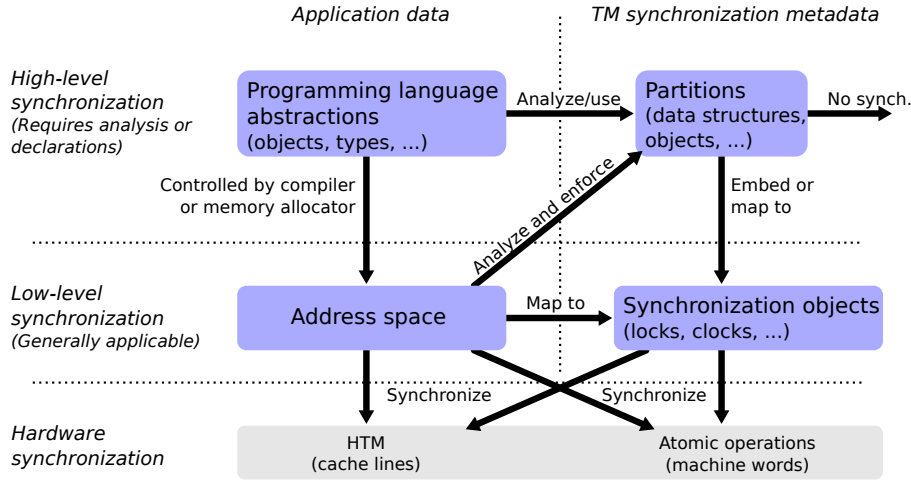 Application data
TM synchronization metadata
High-level
synchronization
(Requires analysis or
declarations)
Programming language
abstractions
(objects, types, ...)
Analyze/use
Partitions
(data structures,
objects, ...)
No synch.
Controlled by compiler
or memory allocator
Analyze and enforce
Embed or
map to
Low-level
synchronization
(Generally applicable)
Address space
Map to
Synchronization objects
(locks, clocks, ...)
Synchronize
Synchronize
Hardware
synchronization
HTM
(cache lines)
Atomic operations
(machine words)